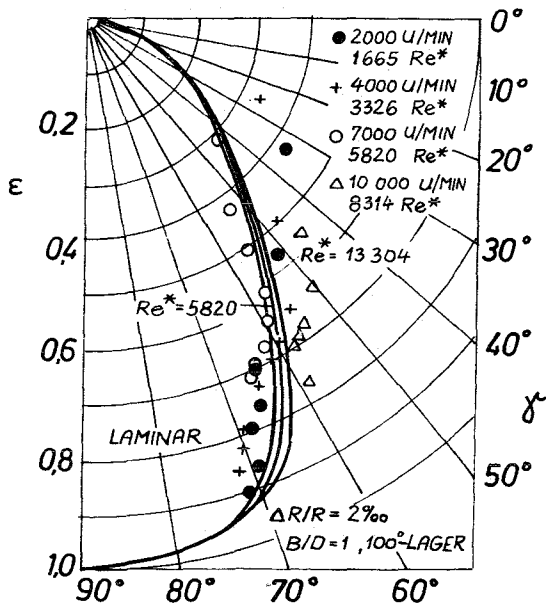 0°
● 2000 U/MIN
1665 Re*
+ 4000 U/MIN
3326 Re*
○ 7000 U/MIN
5820 Re*
△ 10 000 U/MIN
8314 Re*
10°
20°
30°
40°
50°
γ
ε
0,2
0,4
0,6
0,8
1,0
Re* = 13 304
Re* = 5820
LAMINAR
△R/R = 2‰
B/D = 1, 100°-LAGER
90°
80°
70°
60°